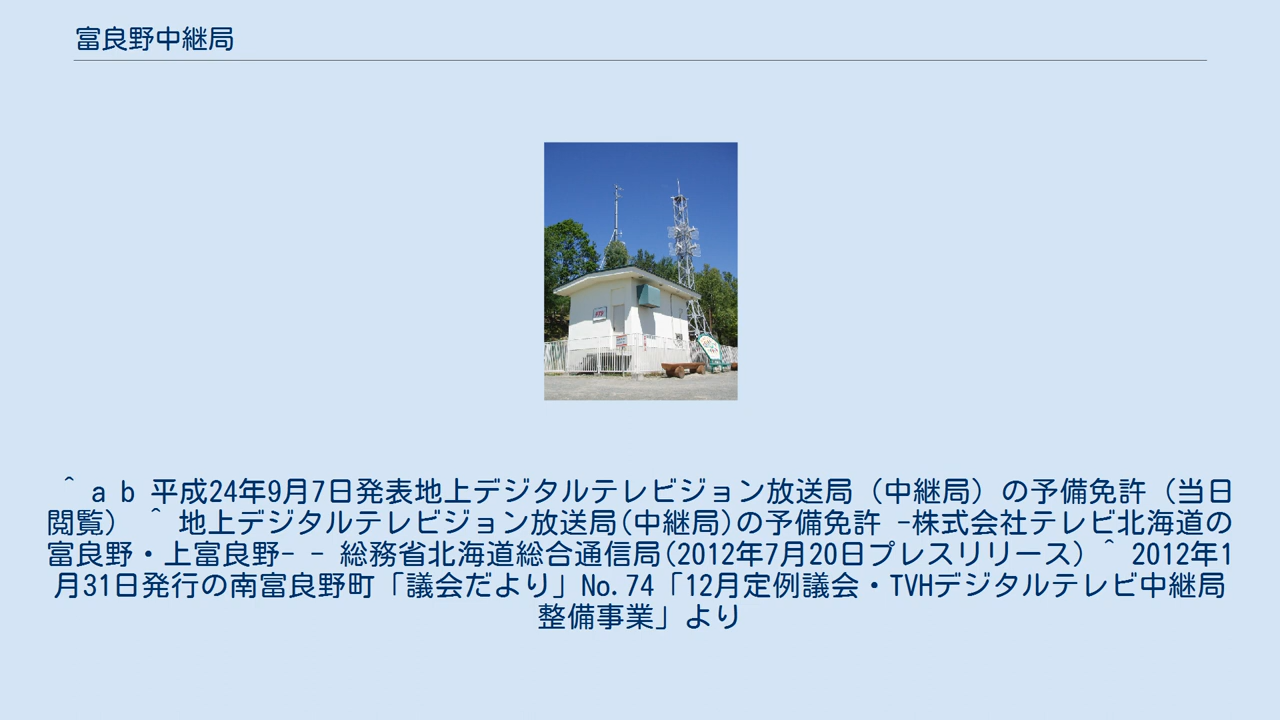 富良野中継局
^ a b 平成24年9月7日発表地上デジタルテレビジョン放送局（中継局）の予備免許（当日
閲覧） ^ 地上デジタルテレビジョン放送局(中継局)の予備免許 -株式会社テレビ北海道の
富良野・上富良野- - 総務省北海道総合通信局(2012年7月20日プレスリリース) ^ 2012年1
月31日発行の南富良野町「議会だより」No.74「12月定例議会・TVHデジタルテレビ中継局
整備事業」より